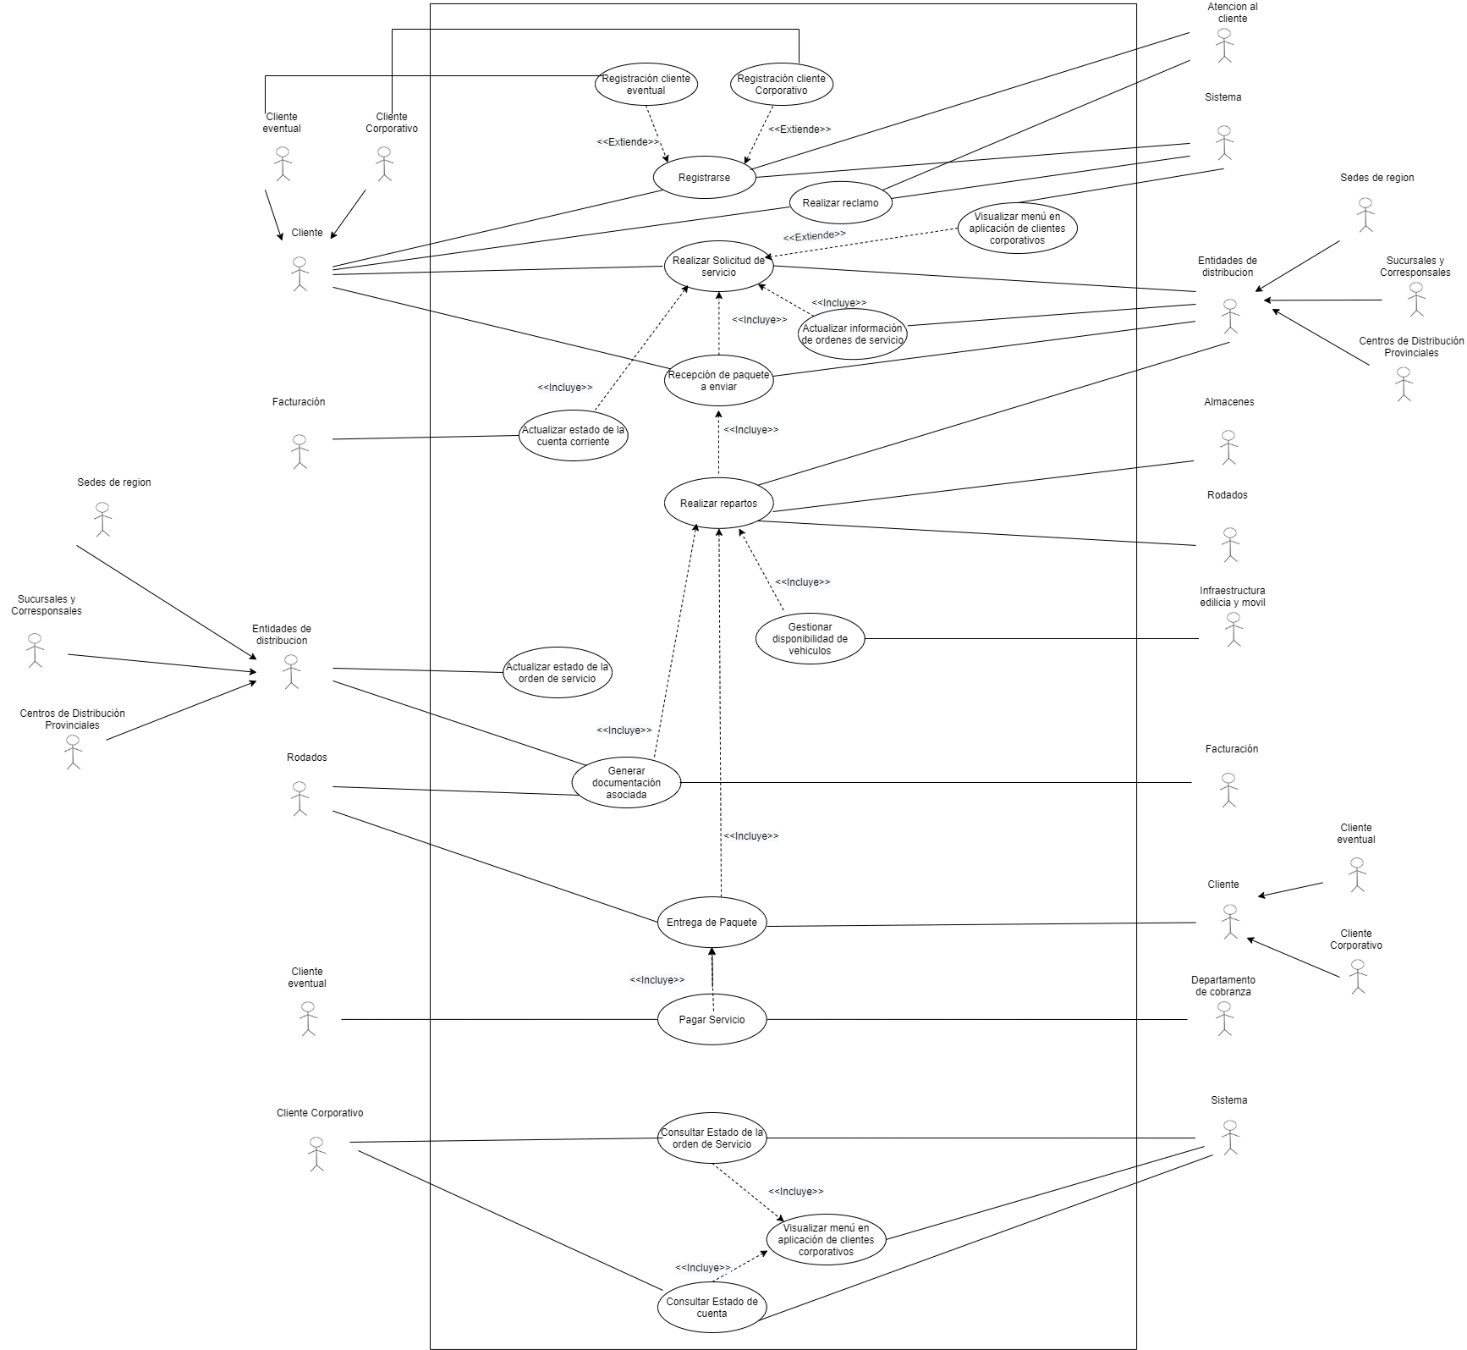 Atencion al
cliente
Registración cliente
eventual
Registración cliente
Corporativo
Sistema
Cliente
eventual
Cliente
Corporativo
<<Extiende>>
<<Extiende>>
Registrarse
Sedes de region
Realizar reclamo
Visualizar menú en
aplicación de clientes
corporativos
Cliente
<<Extiende>>
Realizar Solicitud de
servicio
Entidades de
distribucion
Sucursales y
Corresponsales
<<Incluye>>
<<Incluye>>
Actualizar información
de ordenes de servicio
Centros de Distribución
Provinciales
Recepción de paquete
a enviar
<<Incluye>>
Facturación
Almacenes
Actualizar estado de la
cuenta corriente
<<Incluye>>
Sedes de region
Realizar repartos
Rodados
<<Incluye>>
Infraestructura
edilicia y movil
Sucursales y
Corresponsales
Entidades de
distribucion
Gestionar
disponibilidad de
vehiculos
Actualizar estado de la
orden de servicio
Centros de Distribución
Provinciales
<<Incluye>>
Rodados
Facturación
Generar
documentación
asociada
<<Incluye>>
Cliente
eventual
Cliente
Entrega de Paquete
Cliente
Corporativo
Cliente
eventual
<<Incluye>>
Departamento
de cobranza
Pagar Servicio
Sistema
Cliente Corporativo
Consultar Estado de la
orden de Servicio
<<Incluye>>
Visualizar menú en
aplicación de clientes
corporativos
<<Incluye>>
Consultar Estado de
cuenta